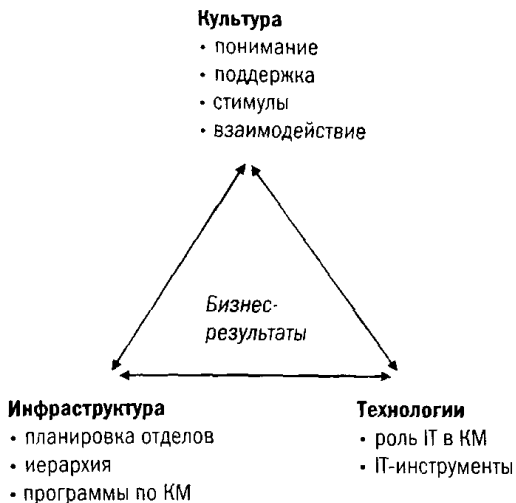 Культура
• понимание
• поддержка
• стимулы
• взаимодействие
Бизнес-
результаты
Инфраструктура
• планировка отделов
• иерархия
• программы по КМ
Технологии
• роль IT в КМ
• IT-инструменты